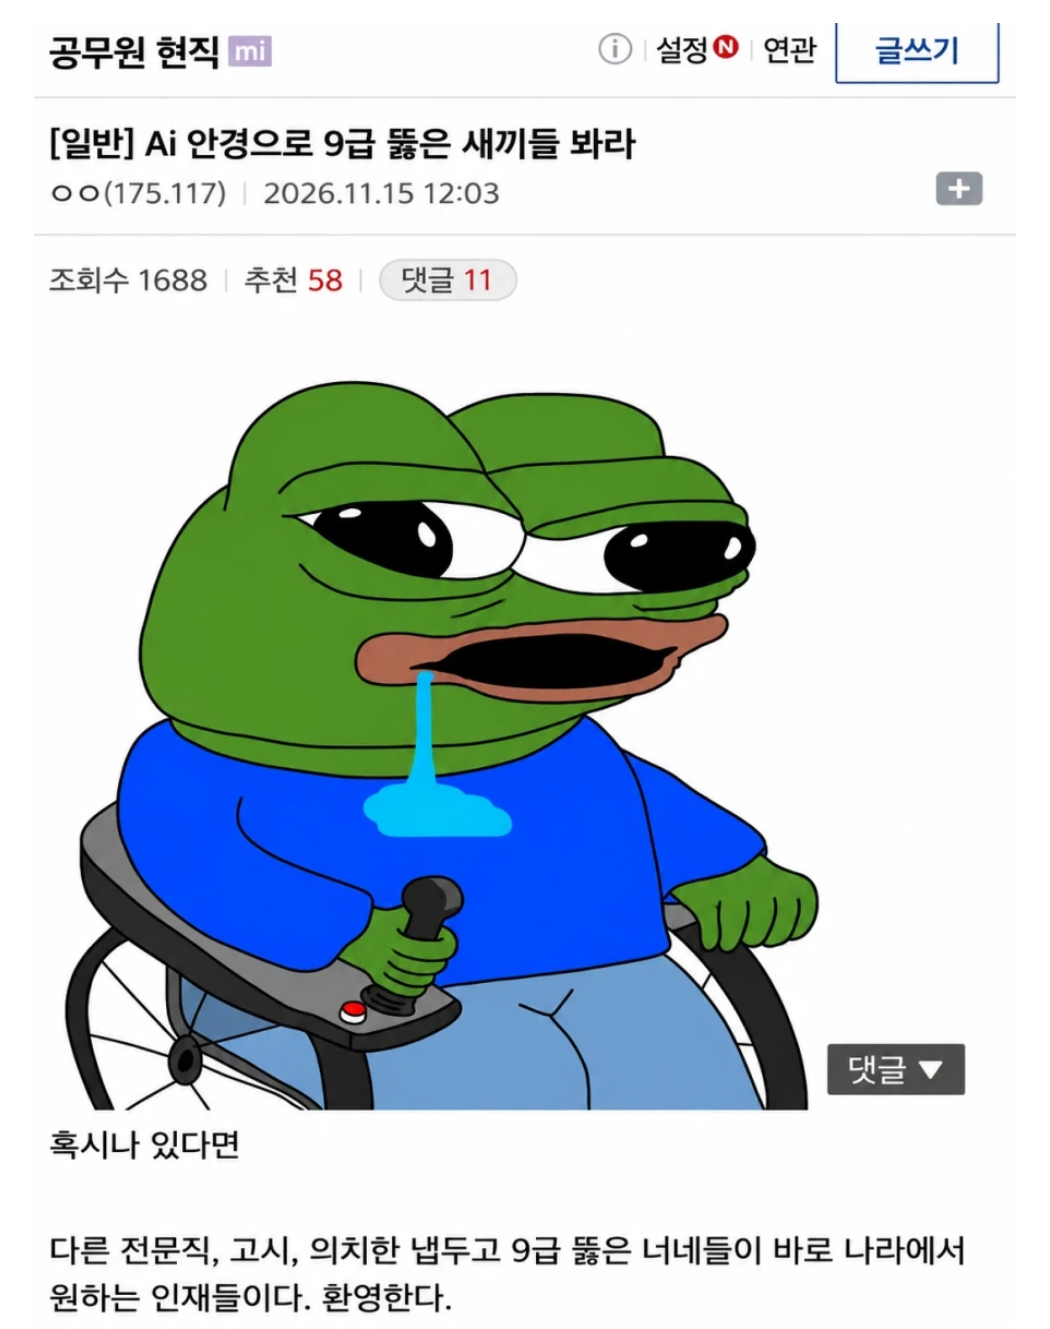 공무원 현직 mi
설정 N 연관 글쓰기
[일반] Ai 안경으로 9급 뚫은 새끼들 봐라
ㅇㅇ(175.117) 2026.11.15 12:03
조회수 1688 추천 58 댓글 11
댓글 ▼
혹시나 있다면
다른 전문직, 고시, 의치한 냅두고 9급 뚫은 너네들이 바로 나라에서
원하는 인재들이다. 환영한다.